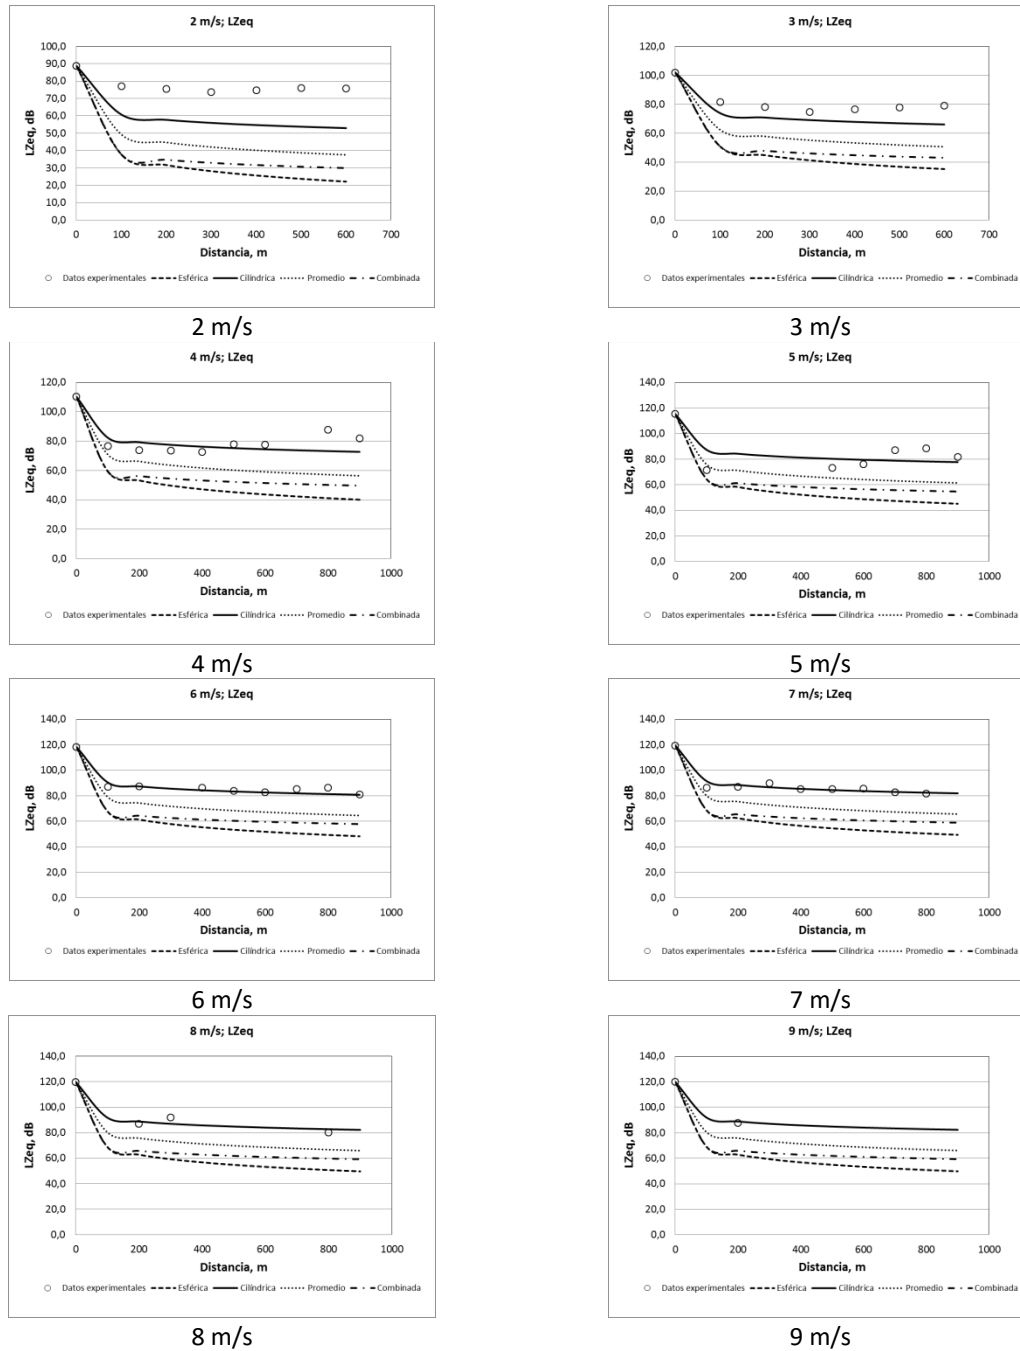 2 m/s; LZeq
100,0
90,0
80,0
70,0
60,0
50,0
40,0
30,0
20,0
10,0
0,0
LZeq, dB
0 100 200 300 400 500 600 700
Distancia, m
Datos experimentales Esférica Cilíndrica Promedio Combinada
2 m/s
3 m/s; LZeq
120,0
100,0
80,0
60,0
40,0
20,0
0,0
LZeq, dB
0 100 200 300 400 500 600 700
Distancia, m
Datos experimentales Esférica Cilíndrica Promedio Combinada
3 m/s
4 m/s; LZeq
120,0
100,0
80,0
60,0
40,0
20,0
0,0
LZeq, dB
0 200 400 600 800 1000
Distancia, m
Datos experimentales Esférica Cilíndrica Promedio Combinada
4 m/s
5 m/s; LZeq
140,0
120,0
100,0
80,0
60,0
40,0
20,0
0,0
LZeq, dB
0 200 400 600 800 1000
Distancia, m
Datos experimentales Esférica Cilíndrica Promedio Combinada
5 m/s
6 m/s; LZeq
140,0
120,0
100,0
80,0
60,0
40,0
20,0
0,0
LZeq, dB
0 200 400 600 800 1000
Distancia, m
Datos experimentales Esférica Cilíndrica Promedio Combinada
6 m/s
7 m/s; LZeq
140,0
120,0
100,0
80,0
60,0
40,0
20,0
0,0
LZeq, dB
0 200 400 600 800 1000
Distancia, m
Datos experimentales Esférica Cilíndrica Promedio Combinada
7 m/s
8 m/s; LZeq
140,0
120,0
100,0
80,0
60,0
40,0
20,0
0,0
LZeq, dB
0 200 400 600 800 1000
Distancia, m
Datos experimentales Esférica Cilíndrica Promedio Combinada
8 m/s
9 m/s; LZeq
140,0
120,0
100,0
80,0
60,0
40,0
20,0
0,0
LZeq, dB
0 200 400 600 800 1000
Distancia, m
Datos experimentales Esférica Cilíndrica Promedio Combinada
9 m/s